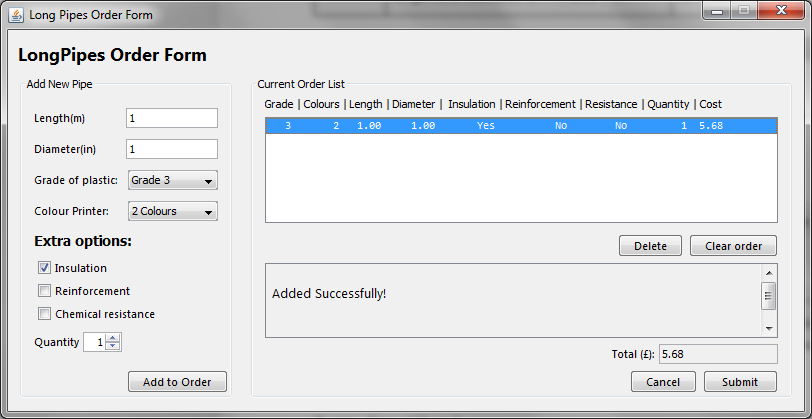 Long Pipes Order Form
LongPipes Order Form
Add New Pipe
Length(m) 1
Diameter(in) 1
Grade of plastic: Grade 3
Colour Printer: 2 Colours
Extra options:
Insulation
Reinforcement
Chemical resistance
Quantity 1
Add to Order
Current Order List
Grade | Colours | Length | Diameter | Insulation | Reinforcement | Resistance | Quantity | Cost
3 2 1.00 1.00 Yes No No 1 5.68
Delete Clear order
Added Successfully!
Total (£): 5.68
Cancel Submit